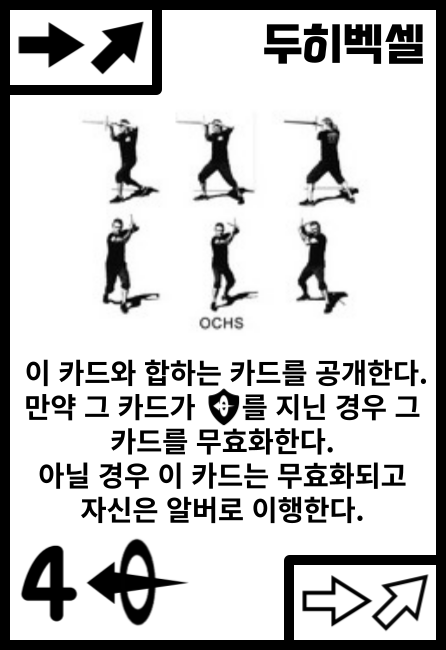 두히벡셀
OCHS
이 카드와 합하는 카드를 공개한다.
만약 그 카드가 를 지닌 경우 그
카드를 무효화한다.
아닐 경우 이 카드는 무효화되고
자신은 알버로 이행한다.
4